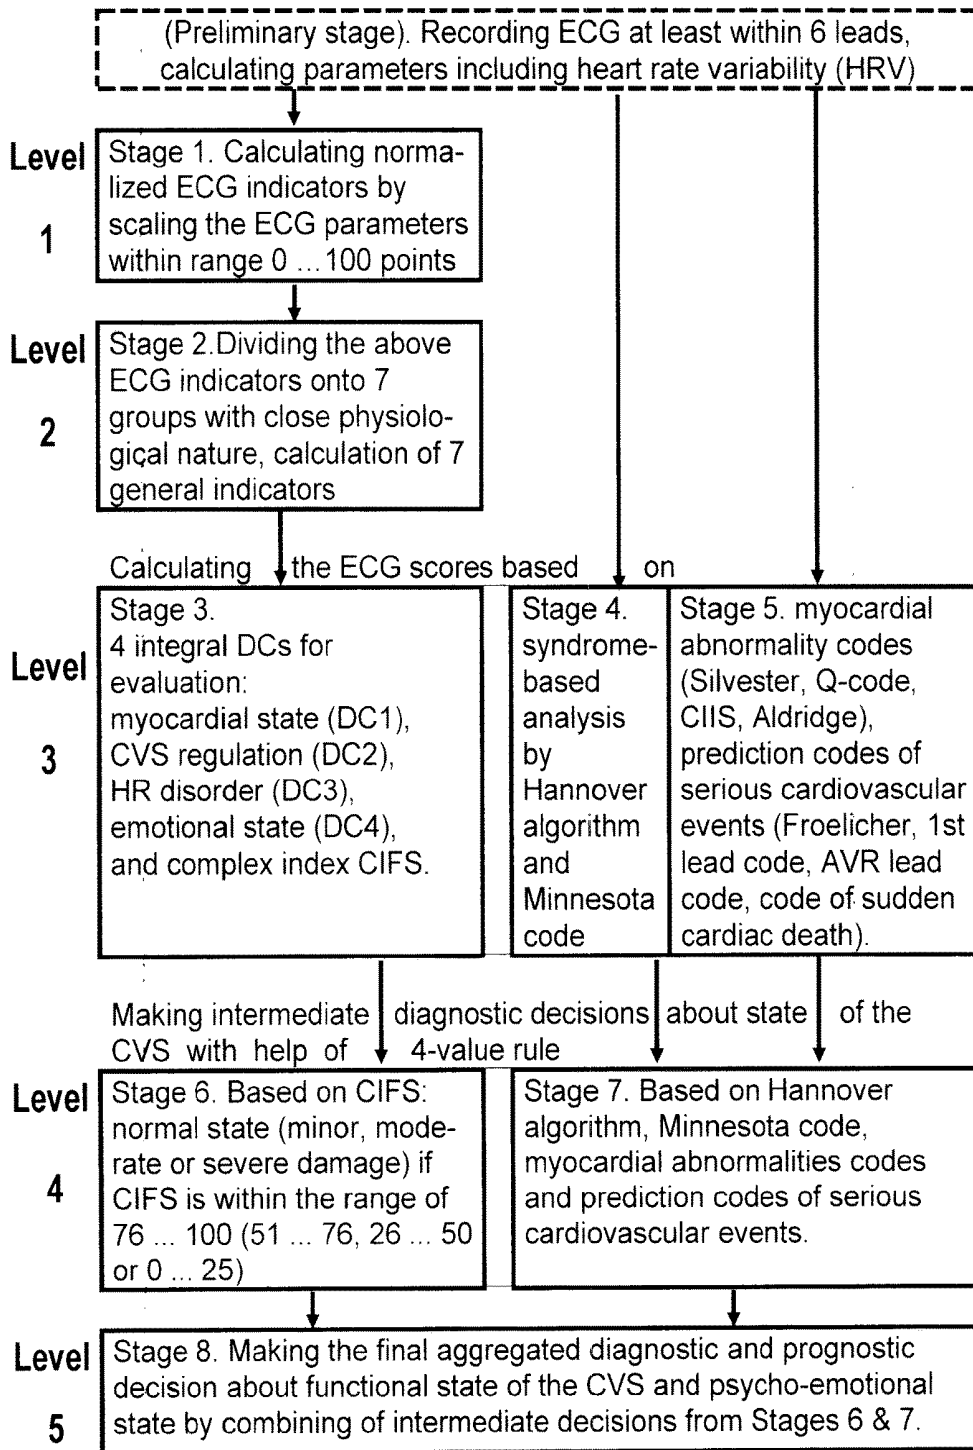 (Preliminary stage). Recording ECG at least within 6 leads,
calculating parameters including heart rate variability (HRV)
Level
1
Stage 1. Calculating norma-
lized ECG indicators by
scaling the ECG parameters
within range 0 ... 100 points
Level
2
Stage 2.Dividing the above
ECG indicators onto 7
groups with close physiolo-
gical nature, calculation of 7
general indicators
Calculating the ECG scores based on
Level
3
Stage 3.
4 integral DCs for
evaluation:
myocardial state (DC1),
CVS regulation (DC2),
HR disorder (DC3),
emotional state (DC4),
and complex index CIFS.
Stage 4.
syndrome-
based
analysis
by
Hannover
algorithm
and
Minnesota
code
Stage 5. myocardial
abnormality codes
(Silvester, Q-code,
CIIS, Aldridge),
prediction codes of
serious cardiovascular
events (Froelicher, 1st
lead code, AVR lead
code, code of sudden
cardiac death).
Making intermediate diagnostic decisions about state of the
CVS with help of 4-value rule
Level
4
Stage 6. Based on CIFS:
normal state (minor, mode-
rate or severe damage) if
CIFS is within the range of
76 ... 100 (51 ... 76, 26 ... 50
or 0 ... 25)
Stage 7. Based on Hannover
algorithm, Minnesota code,
myocardial abnormalities codes
and prediction codes of serious
cardiovascular events.
Level
5
Stage 8. Making the final aggregated diagnostic and prognostic
decision about functional state of the CVS and psycho-emotional
state by combining of intermediate decisions from Stages 6 & 7.